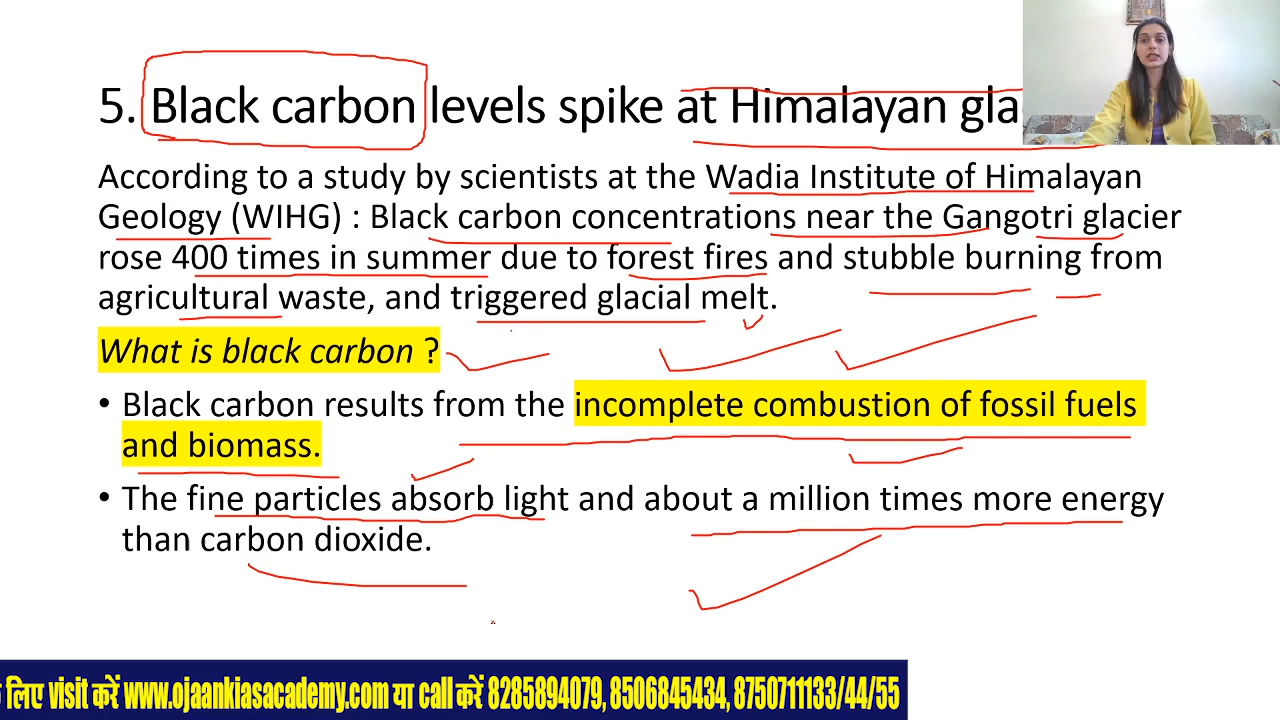 5. Black carbon levels spike at Himalayan gla
According to a study by scientists at the Wadia Institute of Himalayan
Geology (WIHG) : Black carbon concentrations near the Gangotri glacier
rose 400 times in summer due to forest fires and stubble burning from
agricultural waste, and triggered glacial melt.
What is black carbon ?
• Black carbon results from the incomplete combustion of fossil fuels
and biomass.
• The fine particles absorb light and about a million times more energy
than carbon dioxide.
लिए visit करें www.ojaankiasacademy.com या call करें 8285894079, 8506845434, 8750711133/44/55